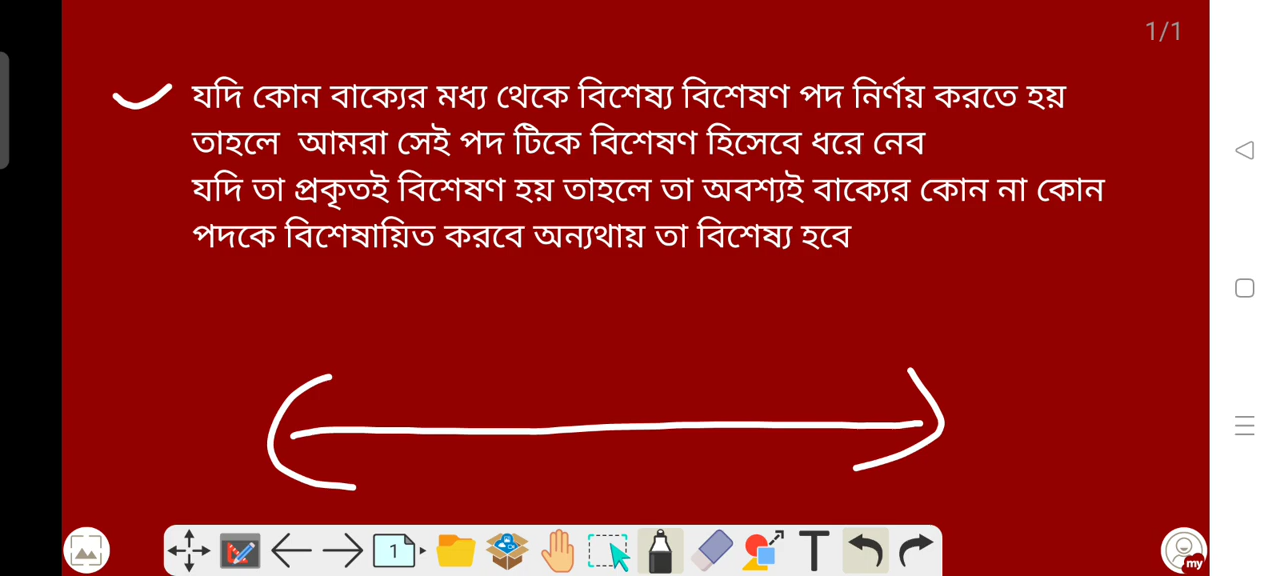 1/1
যদি কোন বাক্যের মধ্য থেকে বিশেষ্য বিশেষণ পদ নির্ণয় করতে হয়
তাহলে আমরা সেই পদ টিকে বিশেষণ হিসেবে ধরে নেব
যদি তা প্রকৃতই বিশেষণ হয় তাহলে তা অবশ্যই বাক্যের কোন না কোন
পদকে বিশেষায়িত করবে অন্যথায় তা বিশেষ্য হবে
1
T
my